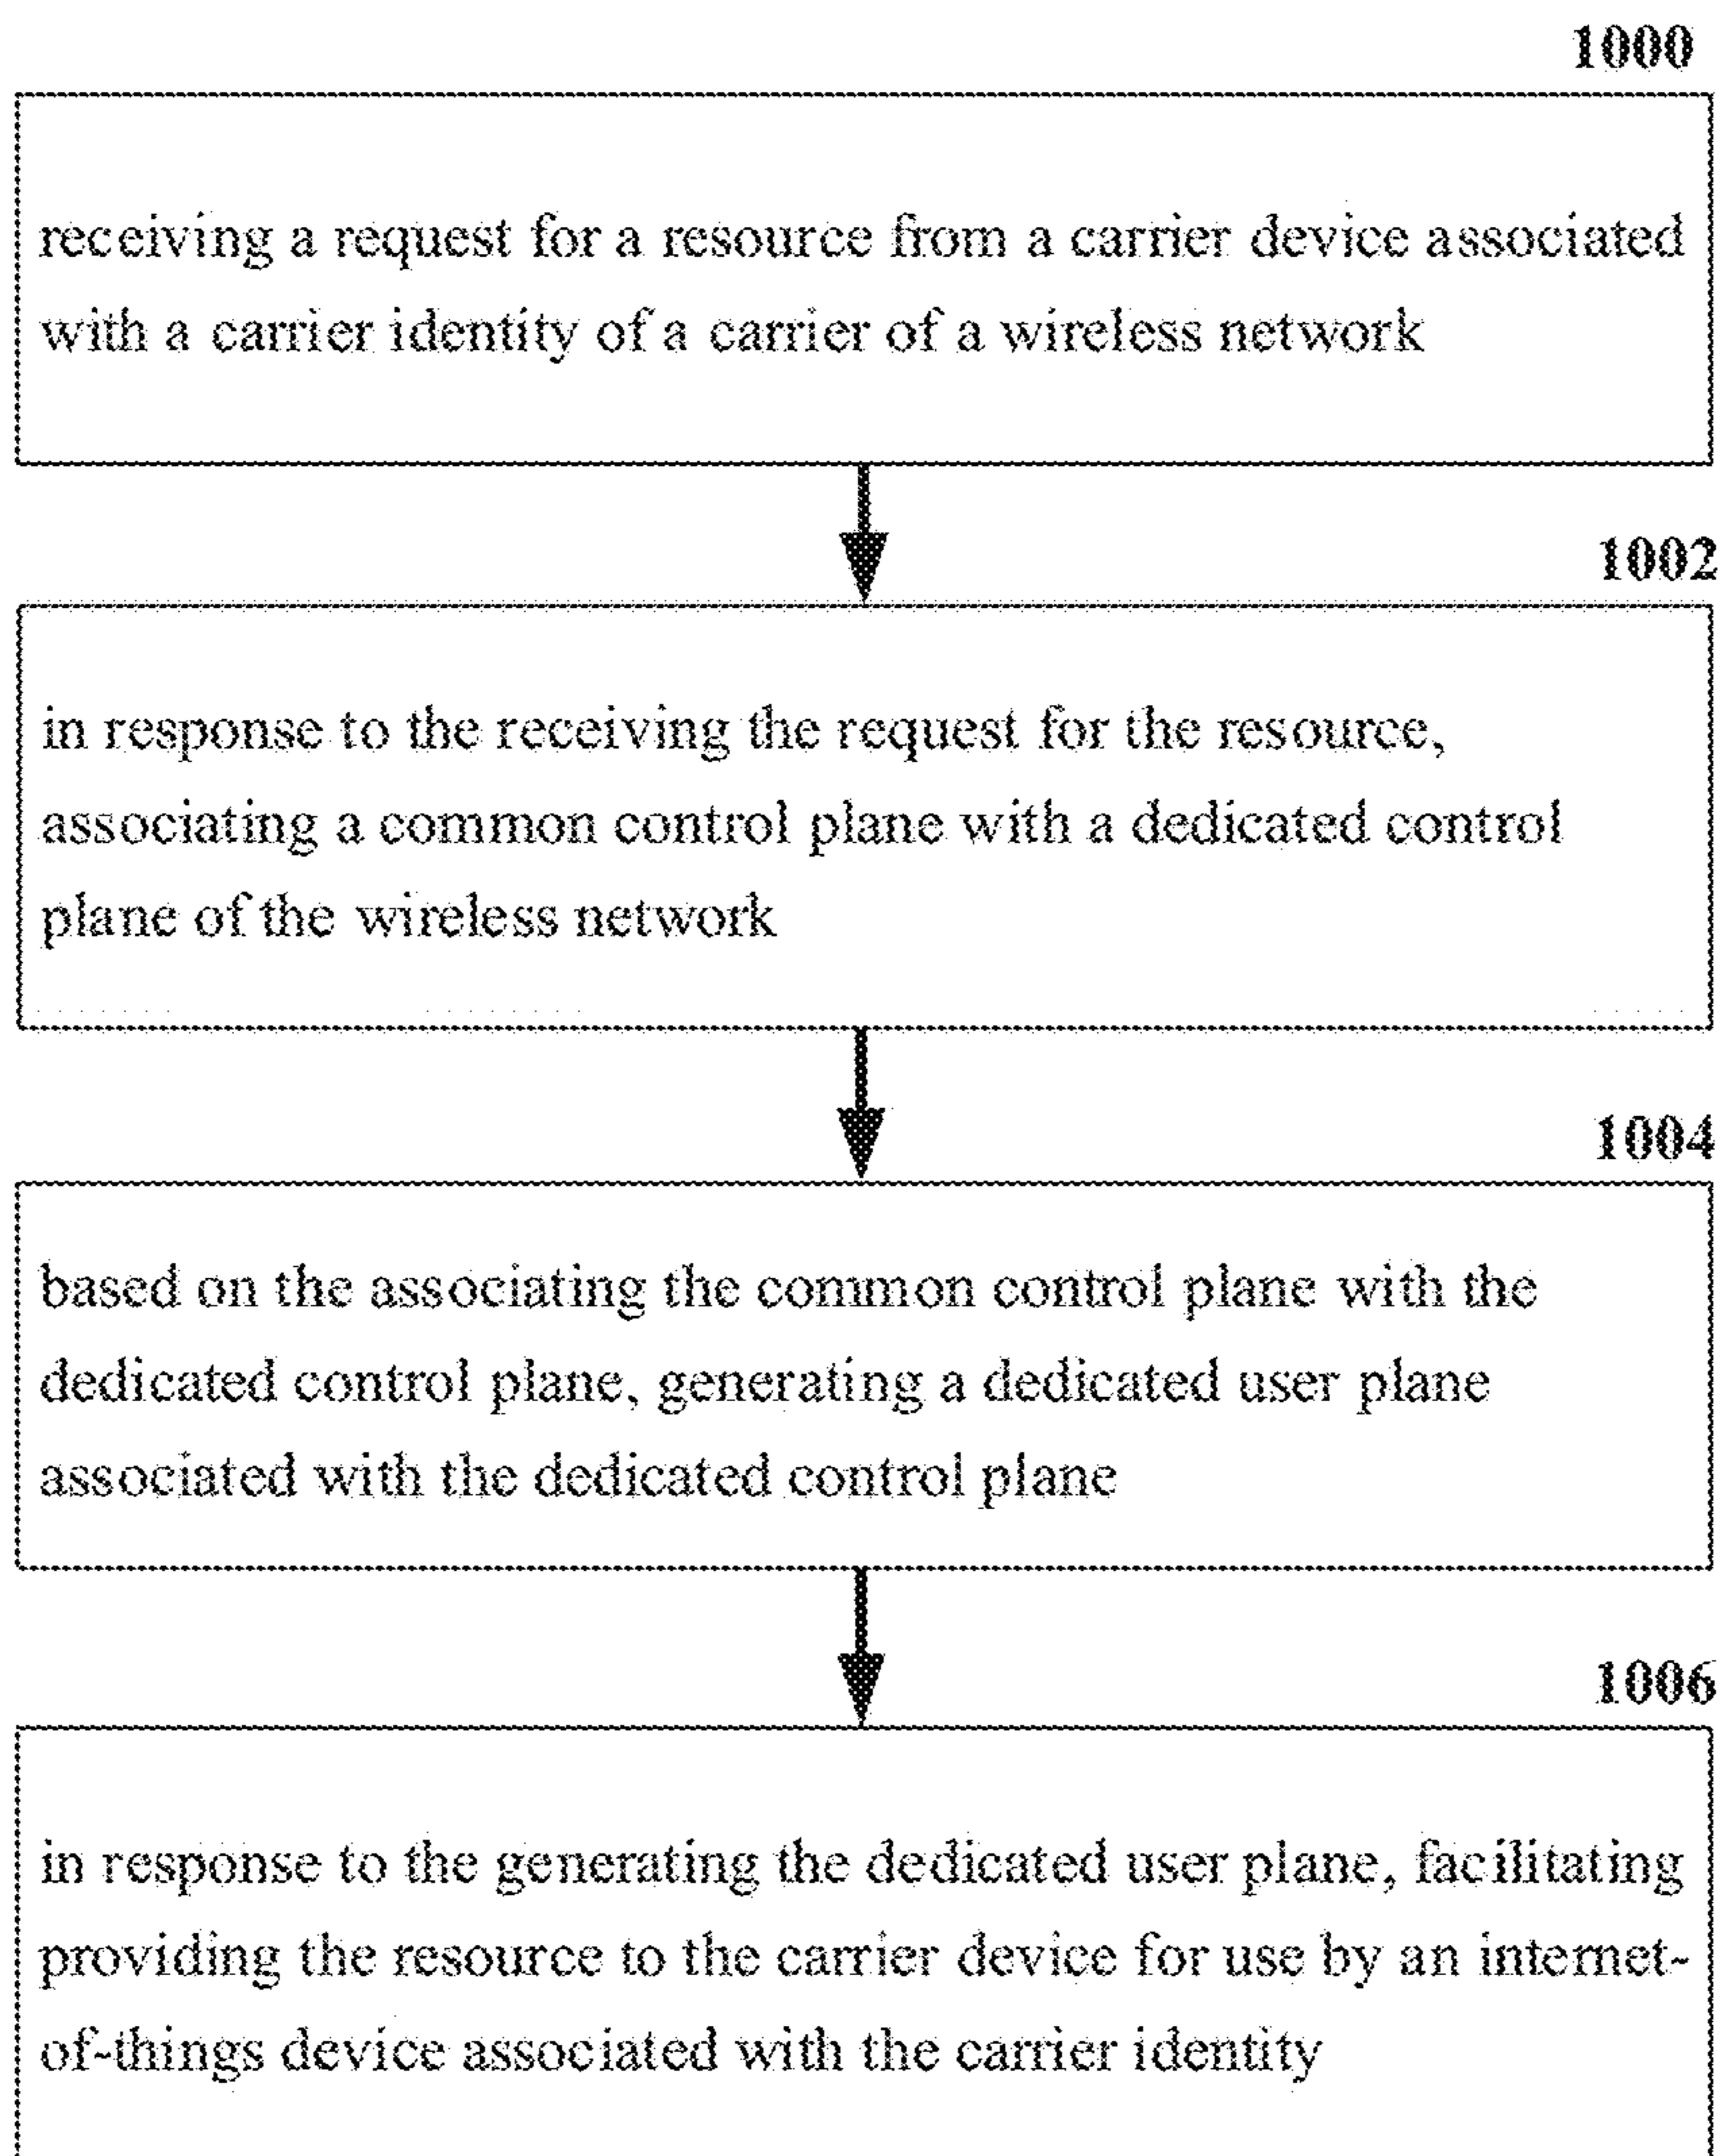 1000
receiving a request for a resource from a carrier device associated
with a carrier identity of a carrier of a wireless network
1002
in response to the receiving the request for the resource,
associating a common control plane with a dedicated control
plane of the wireless network
1004
based on the associating the common control plane with the
dedicated control plane, generating a dedicated user plane
associated with the dedicated control plane
1006
in response to the generating the dedicated user plane, facilitating
providing the resource to the carrier device for use by an internet-
of-things device associated with the carrier identity